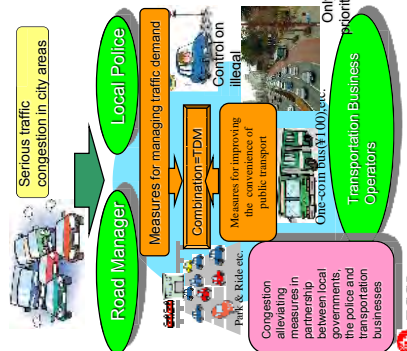 Serious traffic
congestion in city areas
Road Manager
Local Police
Measures for managing traffic demand
Control on
Illegal
Combination=TDM
Park & Ride etc.
Measures for improving
the convenience of
public transport
Onl
priorit
One-coin bus(¥100),etc.
Congestion
alleviating
measures in
partnership
between local
governments,
the police and
transportation
businesses
Transportation Business
Operators